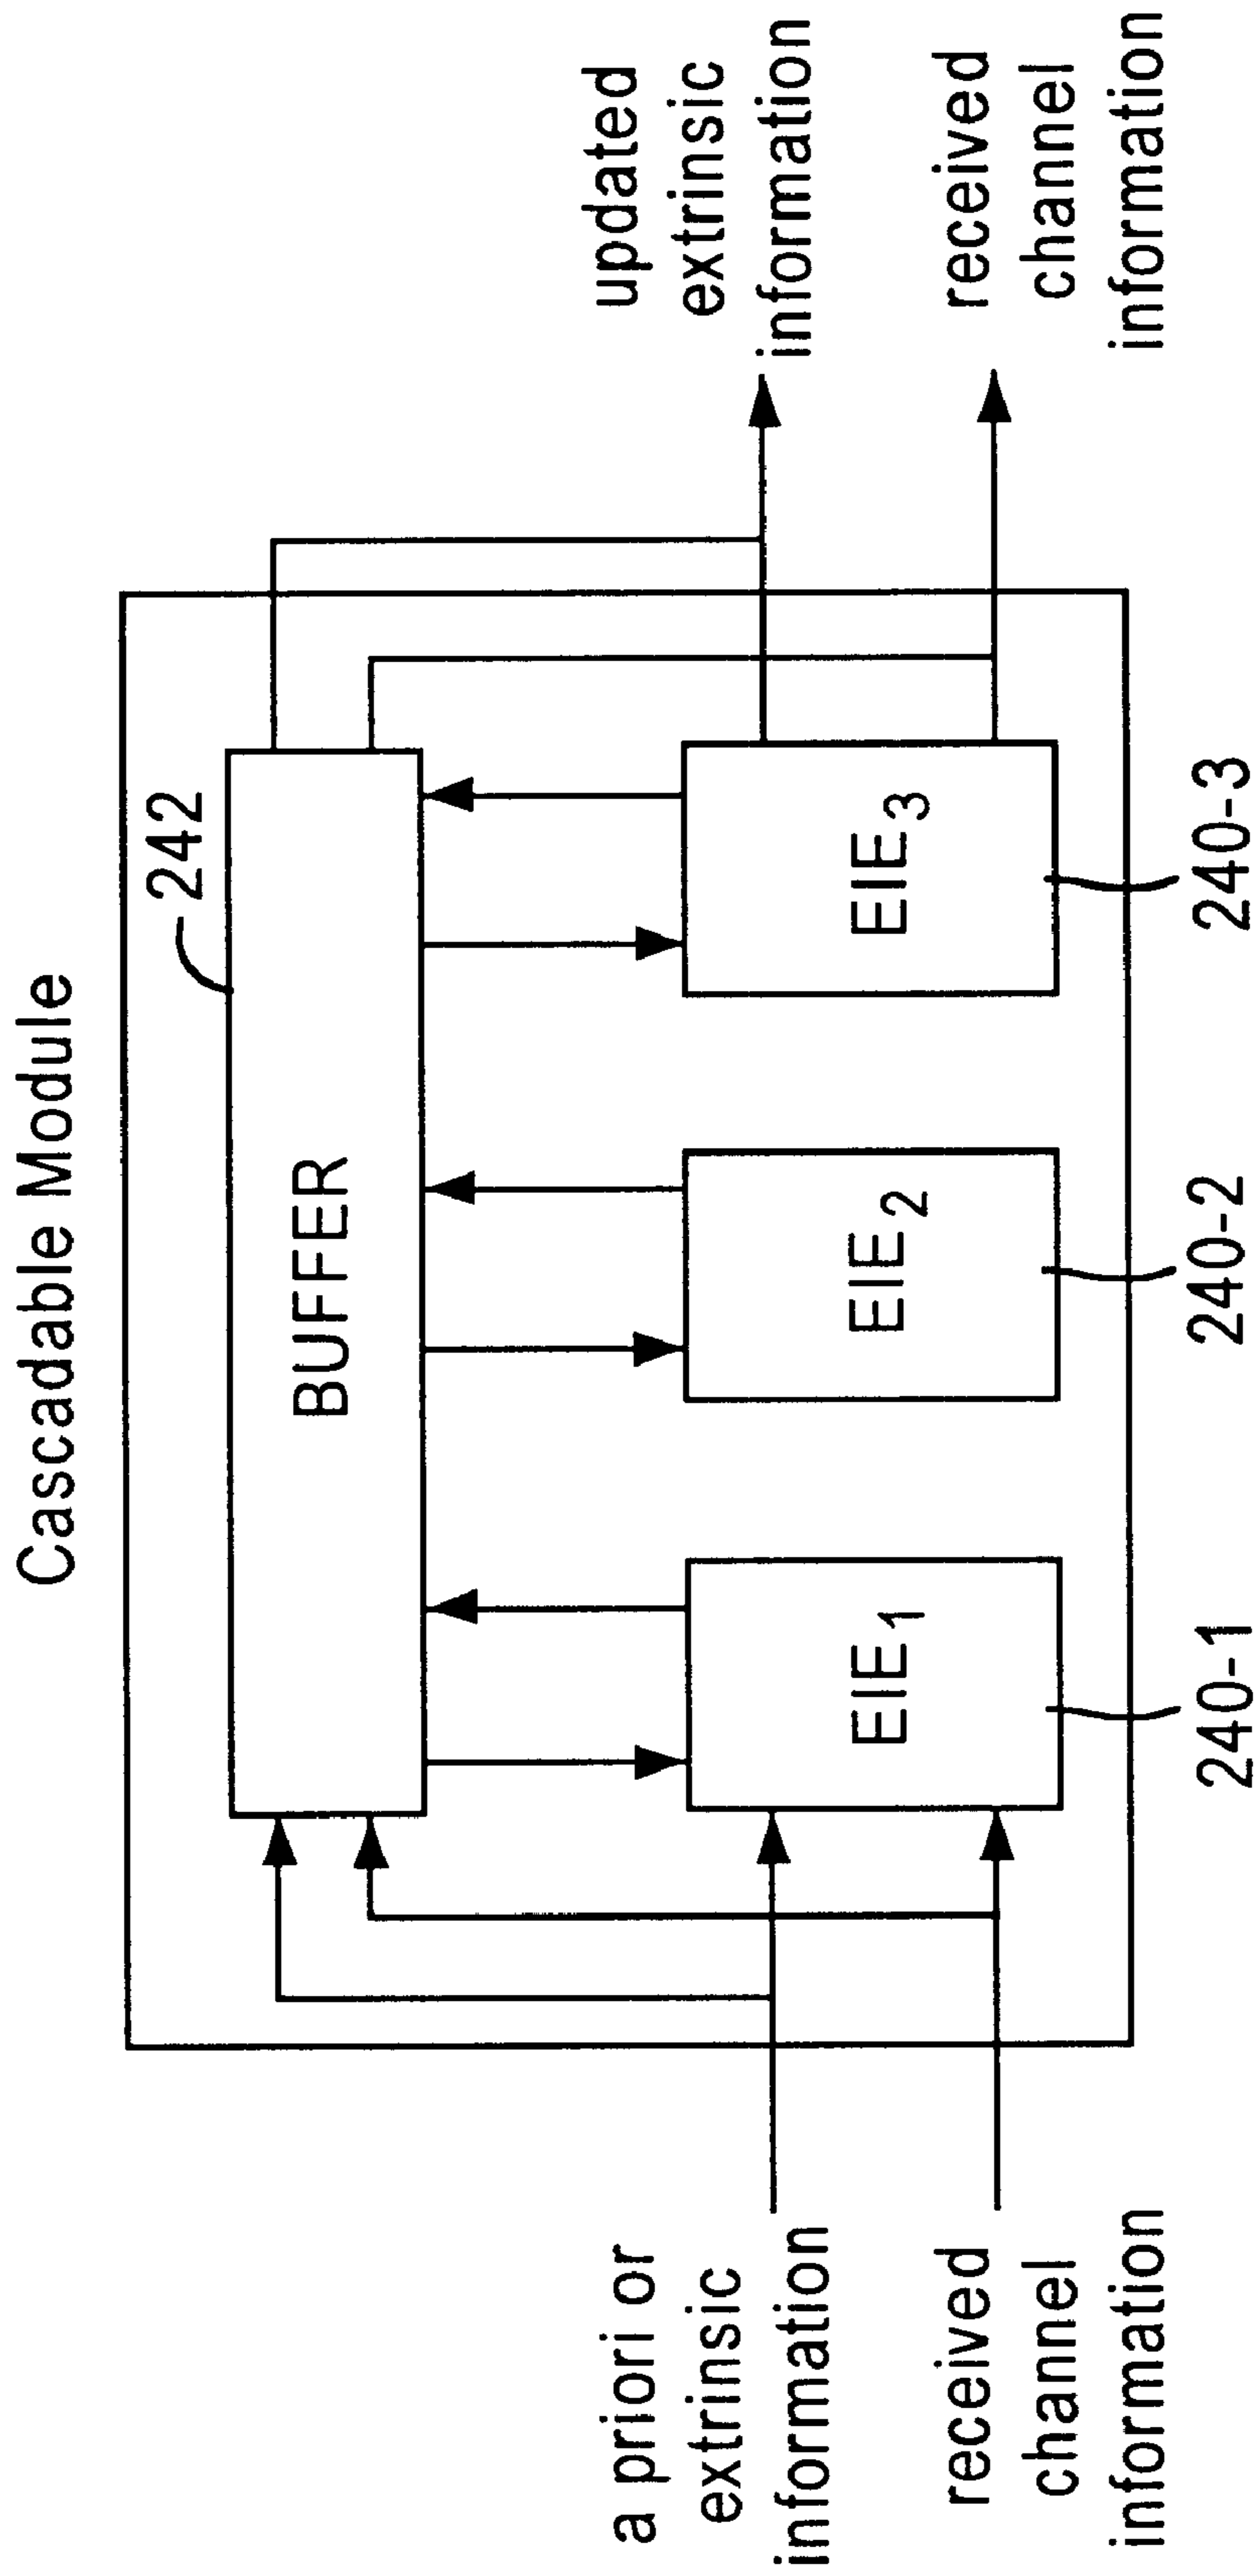 Cascadable Module
242
BUFFER
EIE1
EIE2
EIE3
240-1
240-2
240-3
a priori or
extrinsic
information
received
channel
information
updated
extrinsic
information
received
channel
information